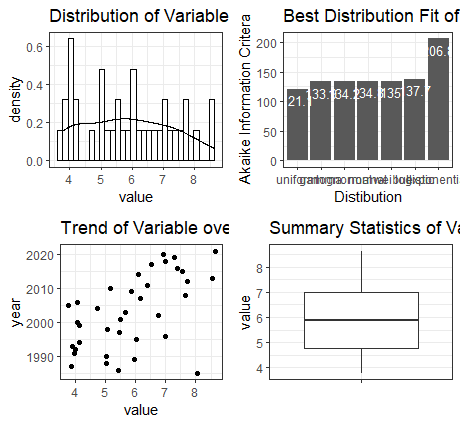 Distribution of Variable
density
0.6
0.4
0.2
0.0
4 5 6 7 8
value
Best Distribution Fit of
Akaike Information Critera
200
150
100
50
0
21.1 133.1 34.2 34.3 135. 137.7 206.8
Distibution
Trend of Variable ove
year
2020
2010
2000
1990
4 5 6 7 8
value
Summary Statistics of Va
value
8
7
6
5
4